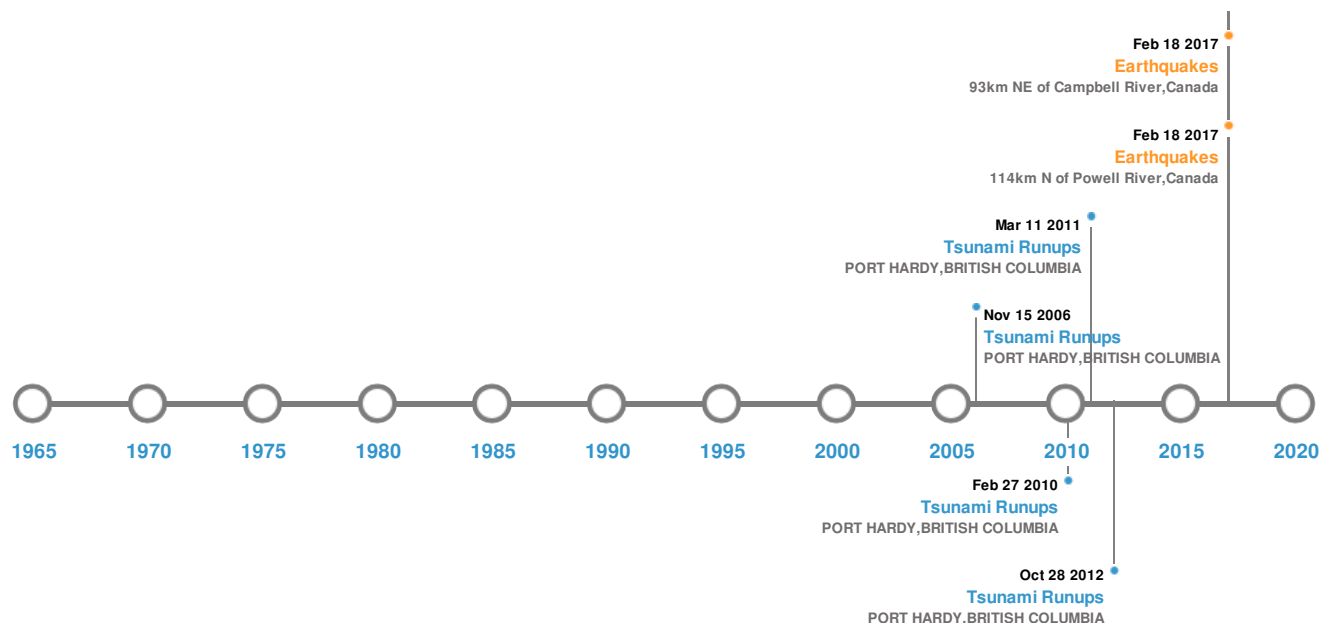 Feb 18 2017
Earthquakes
93km NE of Campbell River,Canada
Feb 18 2017
Earthquakes
114km N of Powell River,Canada
Mar 11 2011
Tsunami Runups
PORT HARDY,BRITISH COLUMBIA
Nov 15 2006
Tsunami Runups
PORT HARDY,BRITISH COLUMBIA
1965 1970 1975 1980 1985 1990 1995 2000 2005 2010 2015 2020
Feb 27 2010
Tsunami Runups
PORT HARDY,BRITISH COLUMBIA
Oct 28 2012
Tsunami Runups
PORT HARDY,BRITISH COLUMBIA